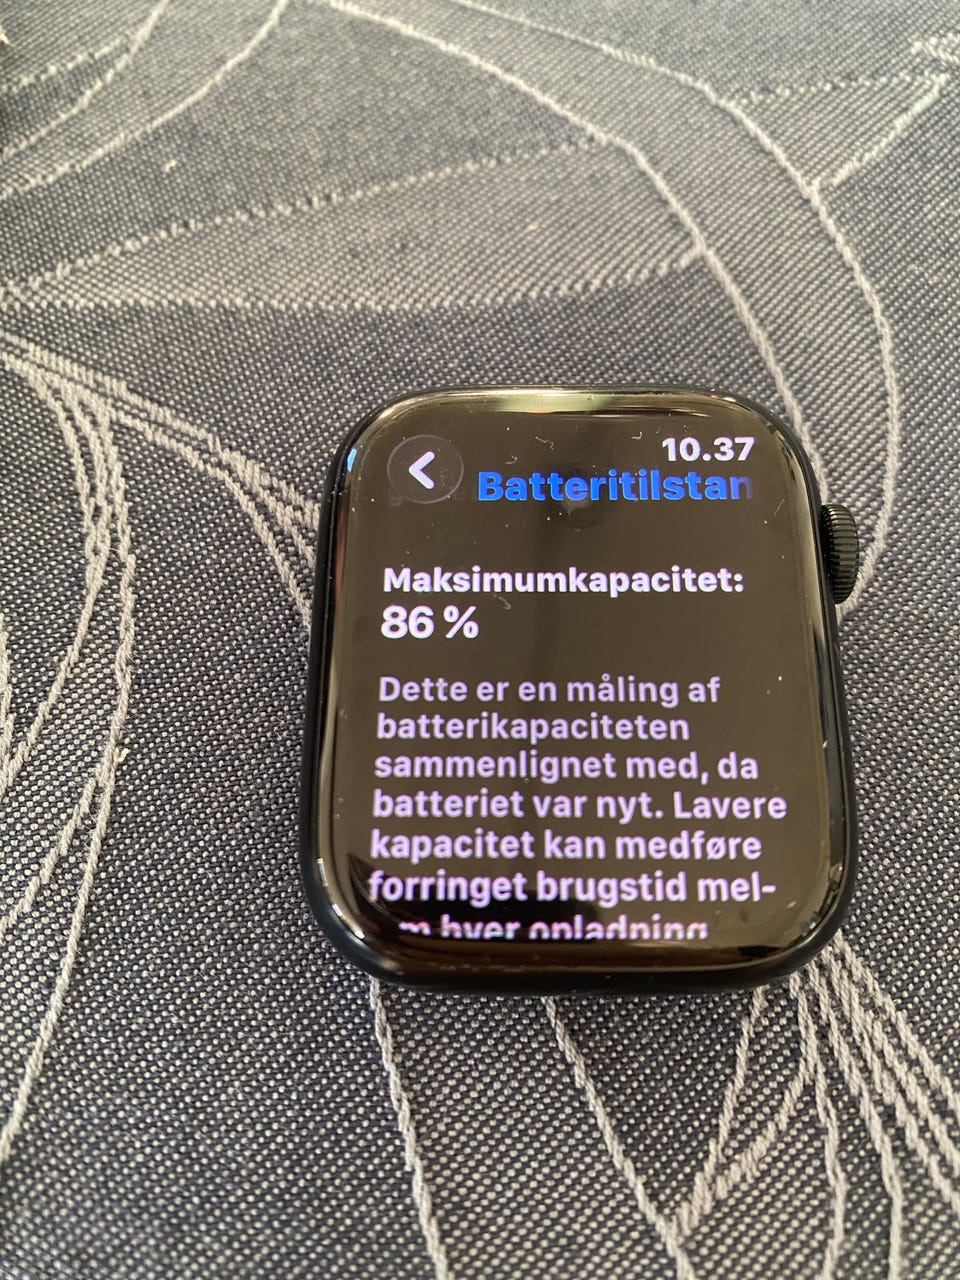 10.37
Batteritilstan
Maksimumkapacitet:
86 %
Dette er en måling af
batterikapaciteten
sammenlignet med, da
batteriet var nyt. Lavere
kapacitet kan medføre
forringet brugstid mel-
m hver opladning